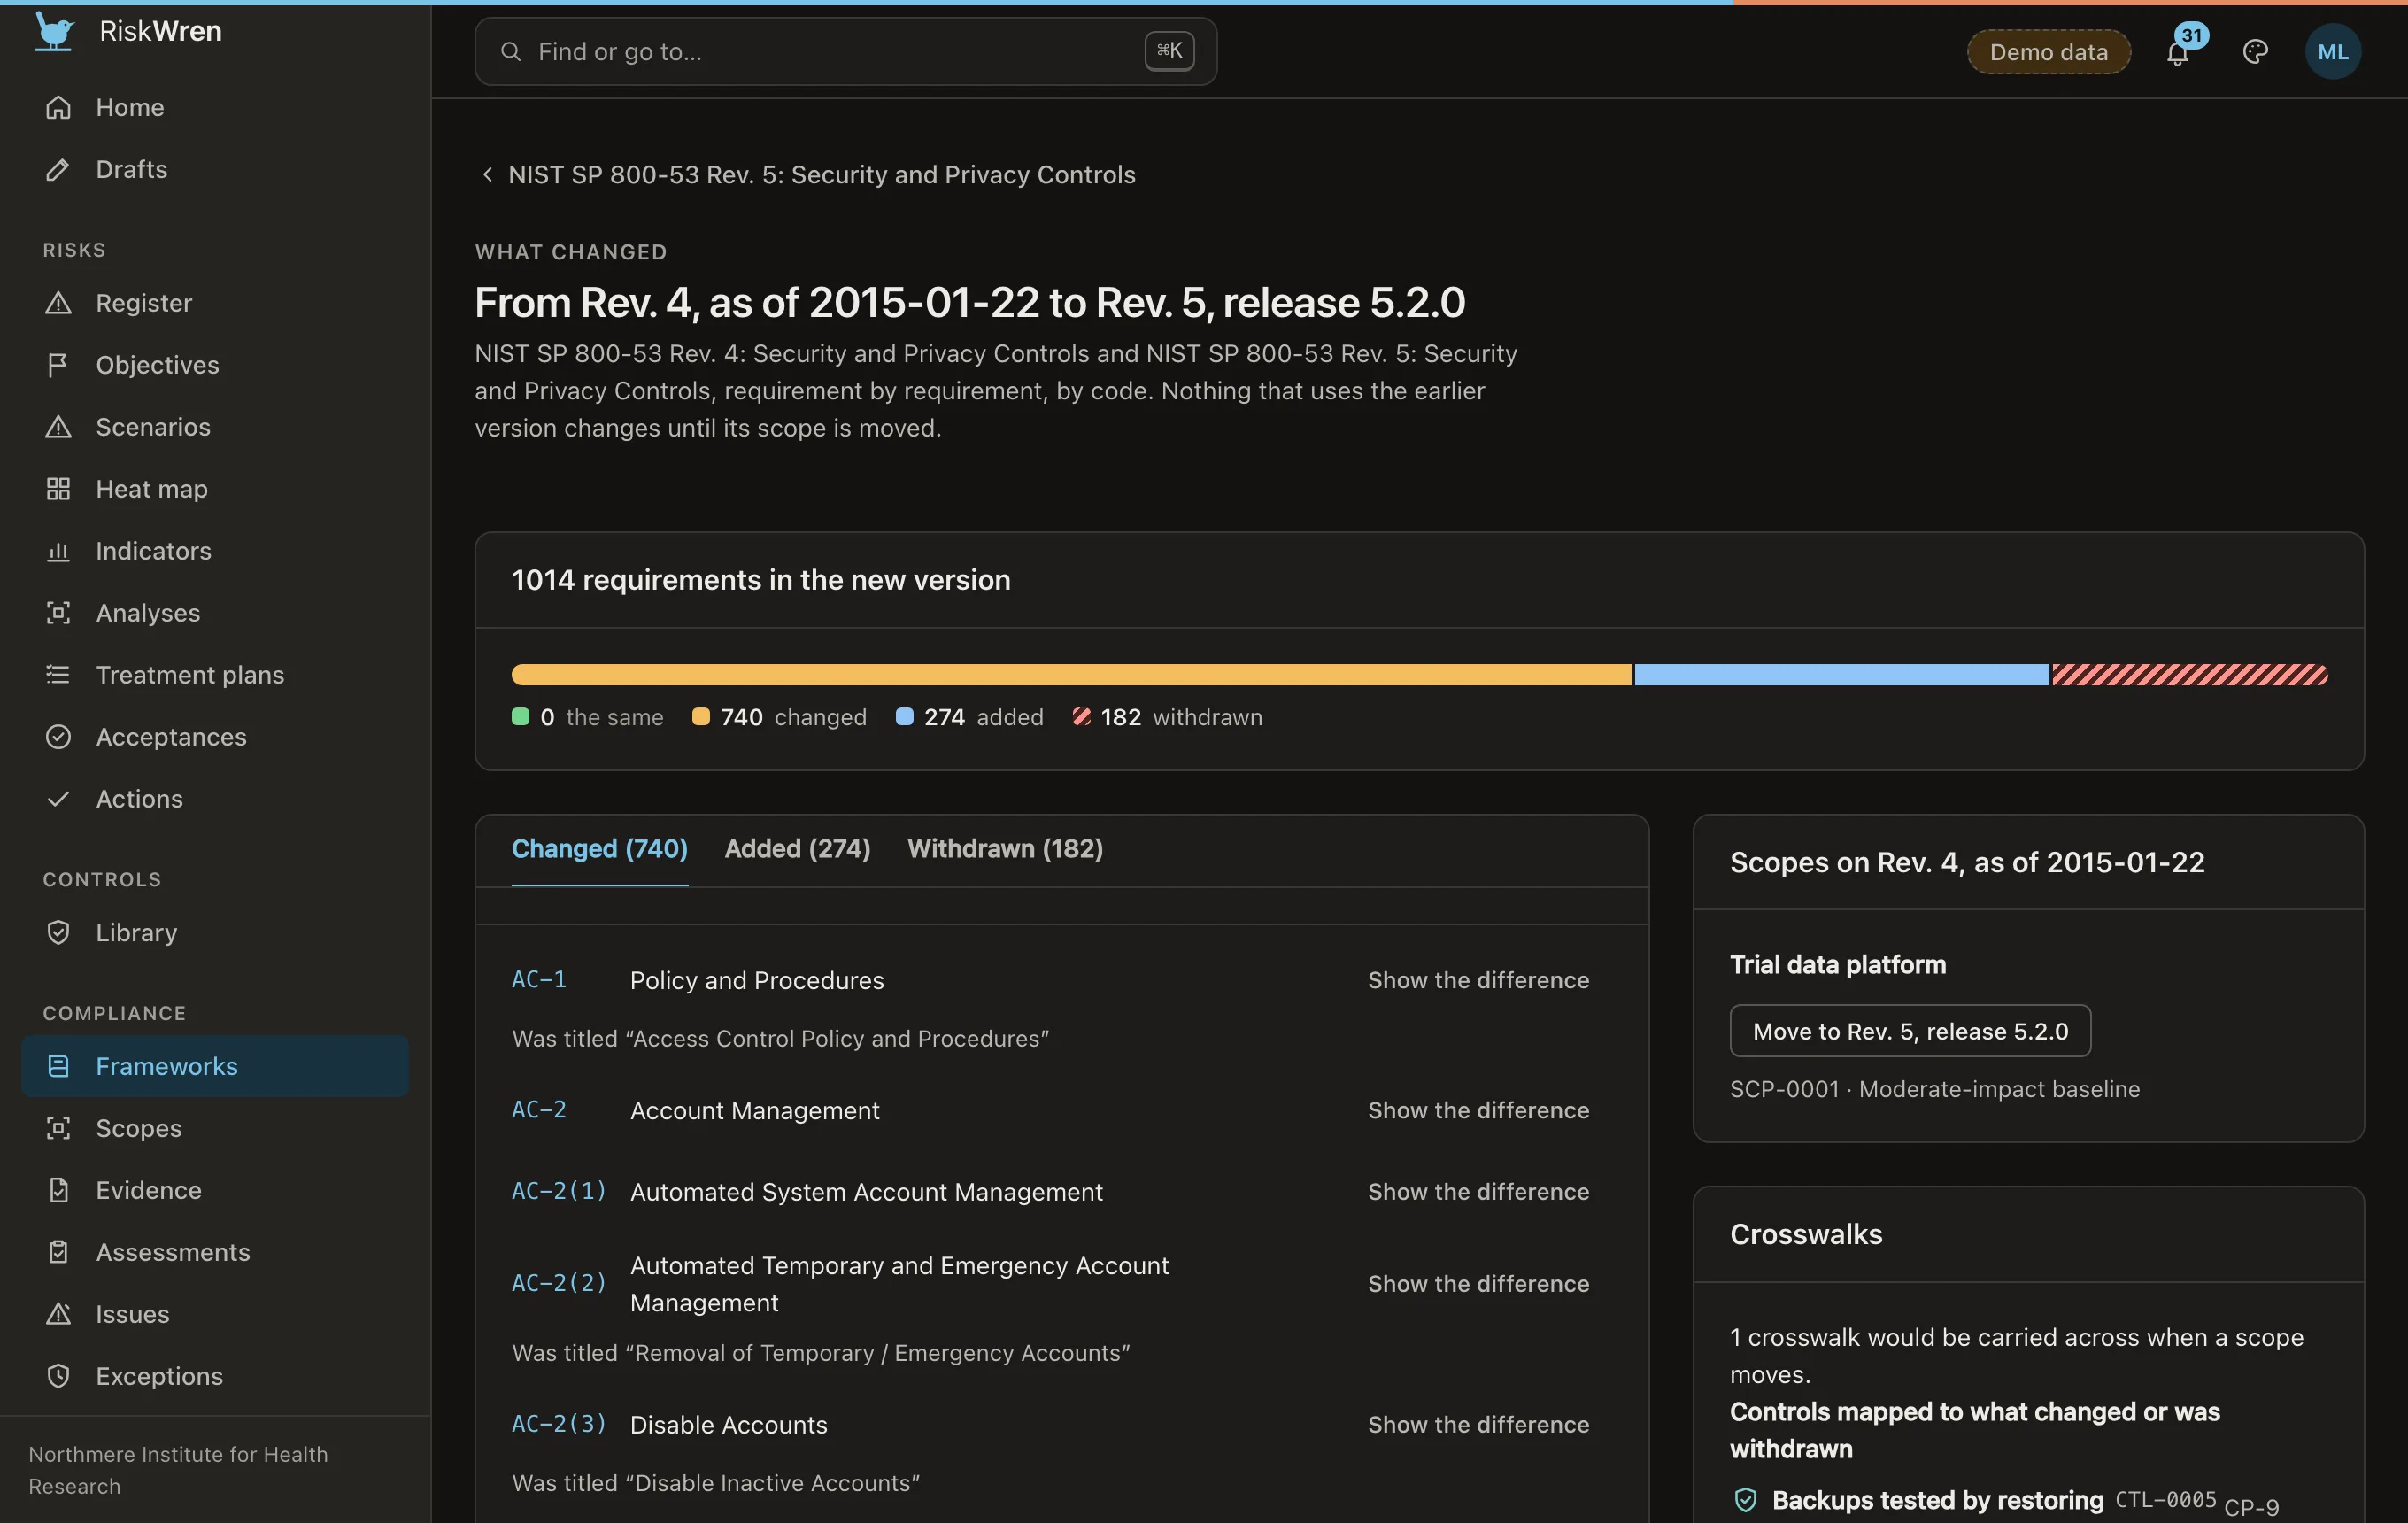 RiskWren
Home
Drafts
RISKS
Register
Objectives
Scenarios
Heat map
Indicators
Analyses
Treatment plans
Acceptances
Actions
CONTROLS
Library
COMPLIANCE
Frameworks
Scopes
Evidence
Assessments
Issues
Exceptions
Northmere Institute for Health
Research
Find or go to...
⌘K
Demo data
31
ML
NIST SP 800-53 Rev. 5: Security and Privacy Controls
WHAT CHANGED
From Rev. 4, as of 2015-01-22 to Rev. 5, release 5.2.0
NIST SP 800-53 Rev. 4: Security and Privacy Controls and NIST SP 800-53 Rev. 5: Security
and Privacy Controls, requirement by requirement, by code. Nothing that uses the earlier
version changes until its scope is moved.
1014 requirements in the new version
0 the same 740 changed 274 added 182 withdrawn
Changed (740) Added (274) Withdrawn (182)
AC-1 Policy and Procedures Show the difference
Was titled “Access Control Policy and Procedures”
AC-2 Account Management Show the difference
AC-2(1) Automated System Account Management Show the difference
AC-2(2) Automated Temporary and Emergency Account
Management Show the difference
Was titled “Removal of Temporary / Emergency Accounts”
AC-2(3) Disable Accounts Show the difference
Was titled “Disable Inactive Accounts”
Scopes on Rev. 4, as of 2015-01-22
Trial data platform
Move to Rev. 5, release 5.2.0
SCP-0001 · Moderate-impact baseline
Crosswalks
1 crosswalk would be carried across when a scope
moves.
Controls mapped to what changed or was
withdrawn
Backups tested by restoring CTL-0005 CP-9